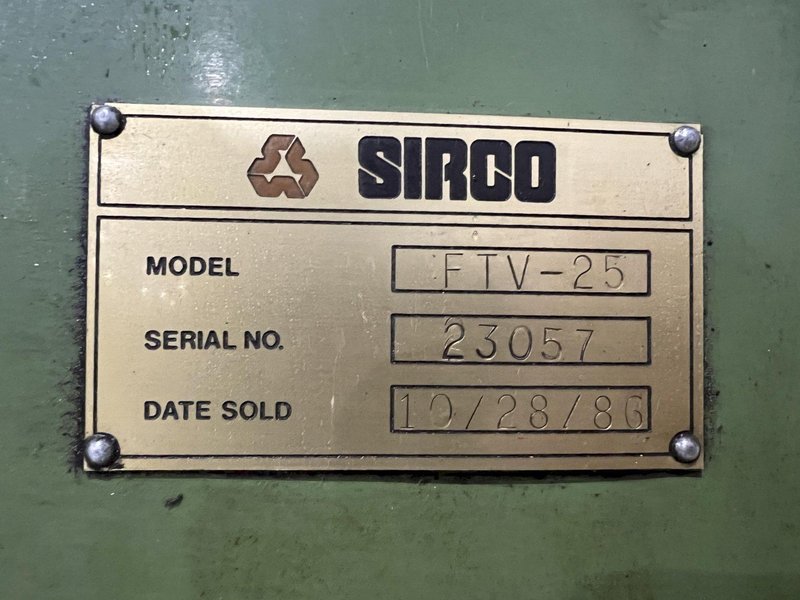 SIRCO
MODEL FTV-25
SERIAL NO. 23057
DATE SOLD 10/28/86